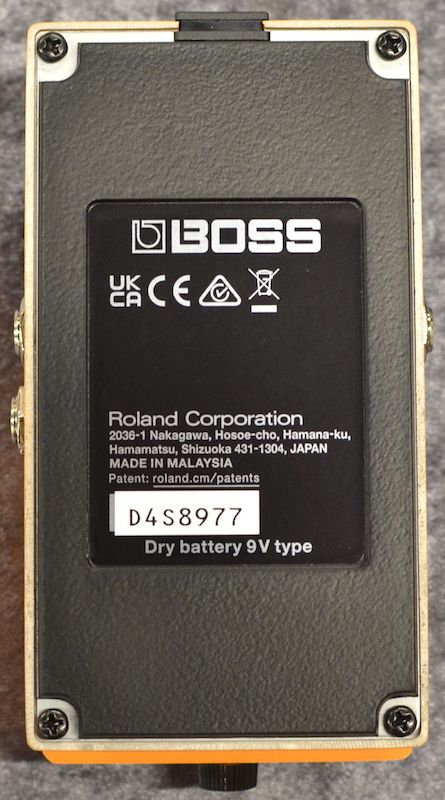 BOSS
UK
CA CE
Roland Corporation
2036-1 Nakagawa, Hosoe-cho, Hamana-ku,
Hamamatsu, Shizuoka 431-1304, JAPAN
MADE IN MALAYSIA
Patent: roland.cm/patents
D4S8977
Dry battery 9V type